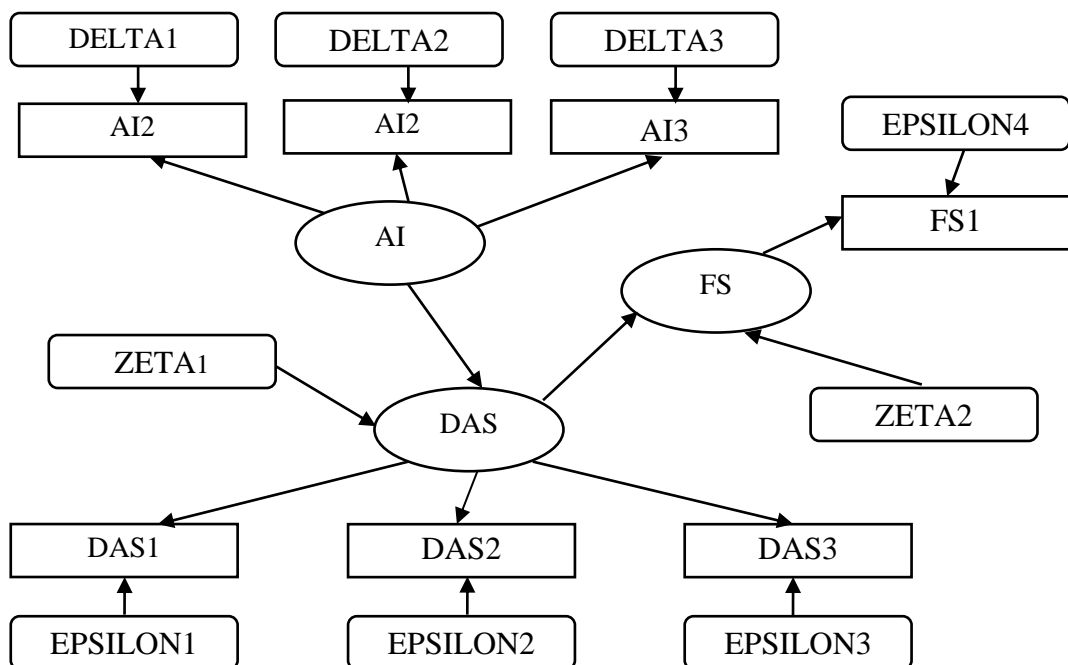 DELTA1
DELTA2
DELTA3
AI2
AI2
AI3
EPSILON4
FS1
AI
FS
ZETA1
ZETA2
DAS
DAS1
DAS2
DAS3
EPSILON1
EPSILON2
EPSILON3